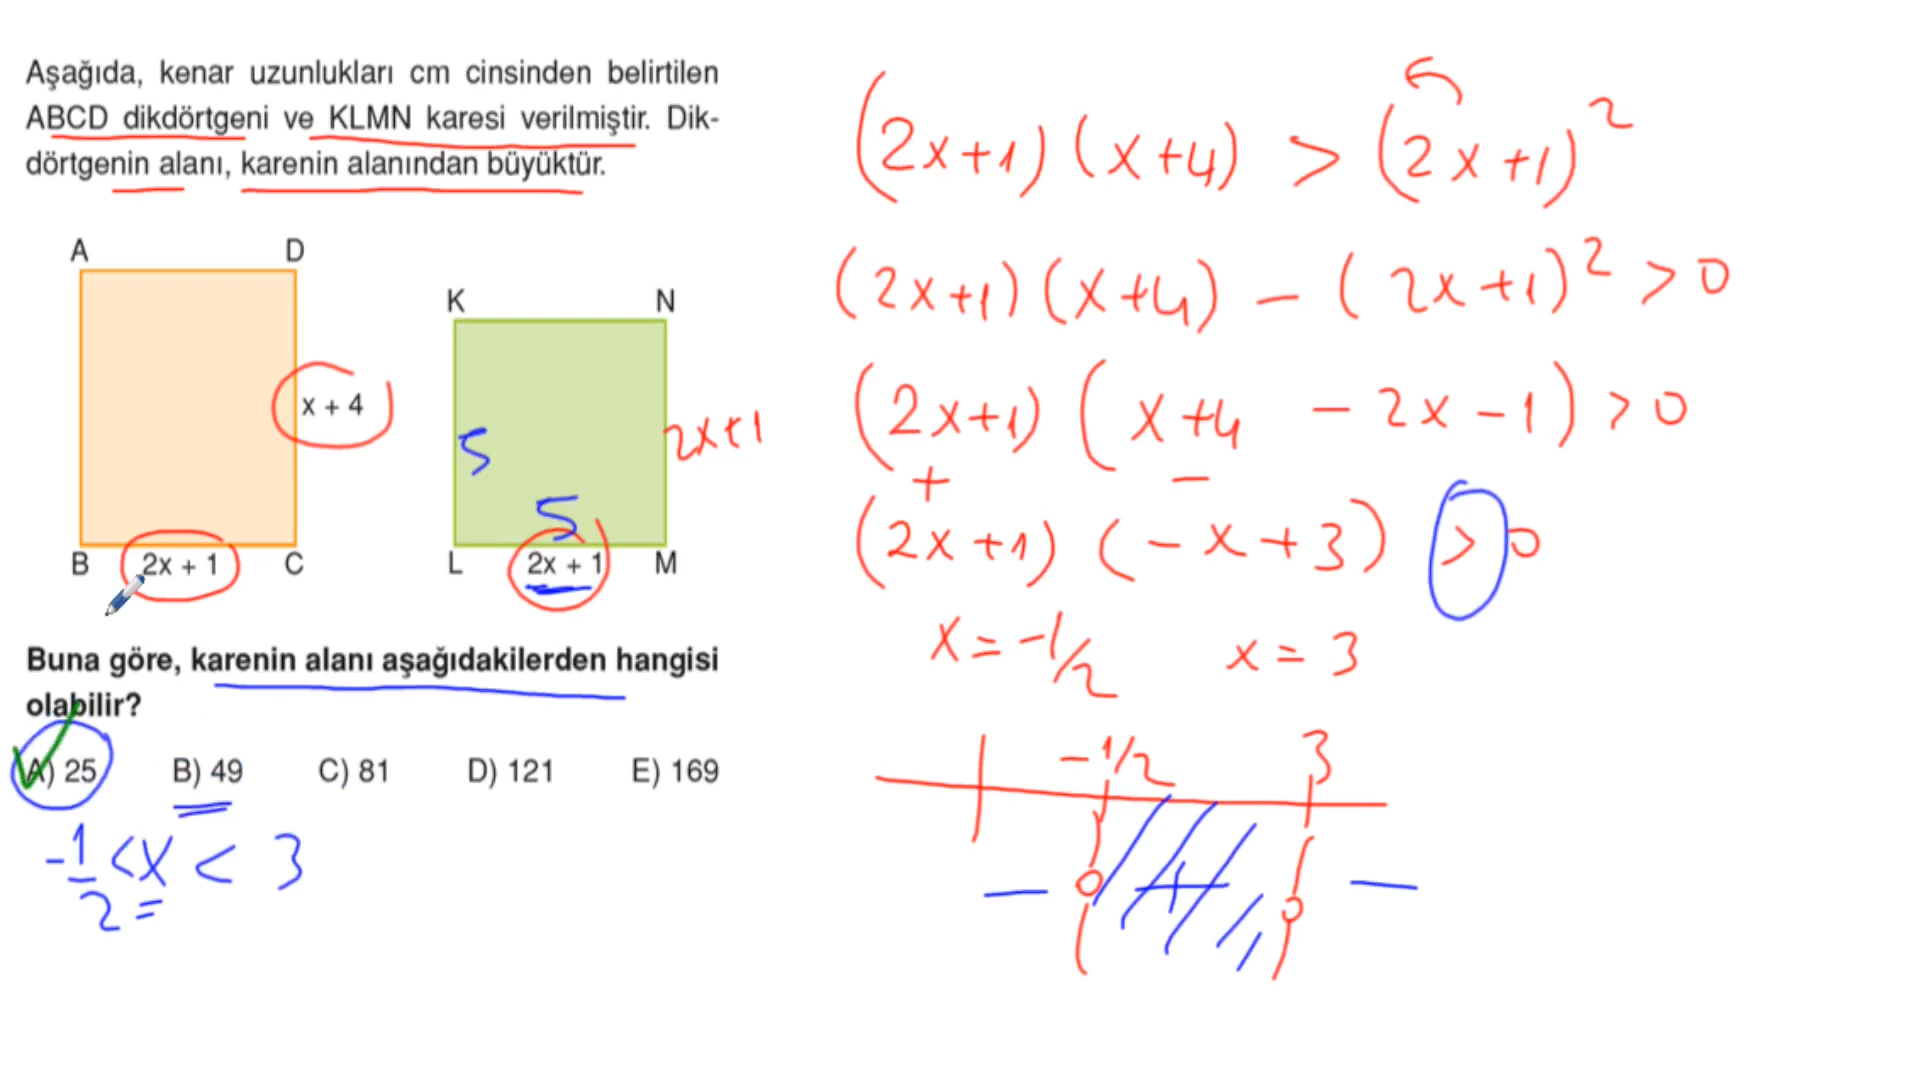 Aşağıda, kenar uzunlukları cm cinsinden belirtilen
ABCD dikdörtgeni ve KLMN karesi verilmiştir. Dik-
dörtgenin alanı, karenin alanından büyüktür.
A D
K N
x + 4
5
2x+1
5
B 2x + 1 C
L 2x + 1 M
Buna göre, karenin alanı aşağıdakilerden hangisi
olabilir?
A) 25 B) 49 C) 81 D) 121 E) 169
-1/2 < x < 3
(2x+1) (x+4) > (2x+1)²
(2x+1) (x+4) - (2x+1)² > 0
(2x+1) (x+4 - 2x - 1) > 0
+ -
(2x+1) (-x+3) > 0
x = -1/2 x = 3
-1/2 3
- + -